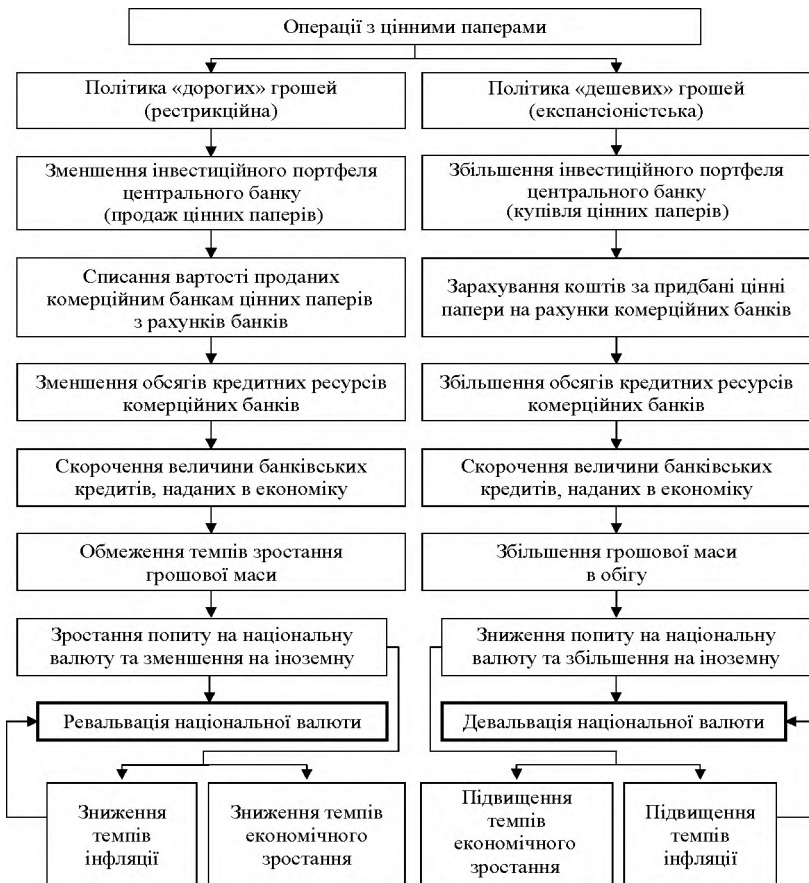 Операції з цінними паперами
Політика «дорогих» грошей
(рестрикційна)
Зменшення інвестиційного портфеля
центрального банку
(продаж цінних паперів)
Списання вартості проданих
комерційним банкам цінних паперів
з рахунків банків
Зменшення обсягів кредитних ресурсів
комерційних банків
Скорочення величини банківських
кредитів, наданих в економіку
Обмеження темпів зростання
грошової маси
Зростання попиту на національну
валюту та зменшення на іноземну
Ревальвація національної валюти
Зниження
темпів
інфляції
Зниження темпів
економічного
зростання
Політика «дешевих» грошей
(експансіоністська)
Збільшення інвестиційного портфеля
центрального банку
(купівля цінних паперів)
Зарахування коштів за придбані цінні
папери на рахунки комерційних банків
Збільшення обсягів кредитних ресурсів
комерційних банків
Скорочення величини банківських
кредитів, наданих в економіку
Збільшення грошової маси
в обігу
Зниження попиту на національну
валюту та збільшення на іноземну
Девальвація національної валюти
Підвищення
темпів
економічного
зростання
Підвищення
темпів
інфляції